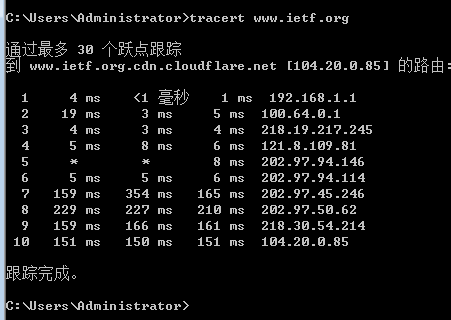 C:\Users\Administrator>tracert www.ietf.org
通过最多 30 个跃点跟踪
到 www.ietf.org.cdn.cloudflare.net [104.20.0.85] 的路由:
1 4 ms <1 毫秒 1 ms 192.168.1.1
2 19 ms 3 ms 5 ms 100.64.0.1
3 4 ms 3 ms 4 ms 218.19.217.245
4 5 ms 8 ms 6 ms 121.8.109.81
5 * * 8 ms 202.97.94.146
6 5 ms 5 ms 6 ms 202.97.94.114
7 159 ms 354 ms 165 ms 202.97.45.246
8 229 ms 227 ms 210 ms 202.97.50.62
9 159 ms 166 ms 161 ms 218.30.54.214
10 151 ms 150 ms 151 ms 104.20.0.85
跟踪完成。
C:\Users\Administrator>